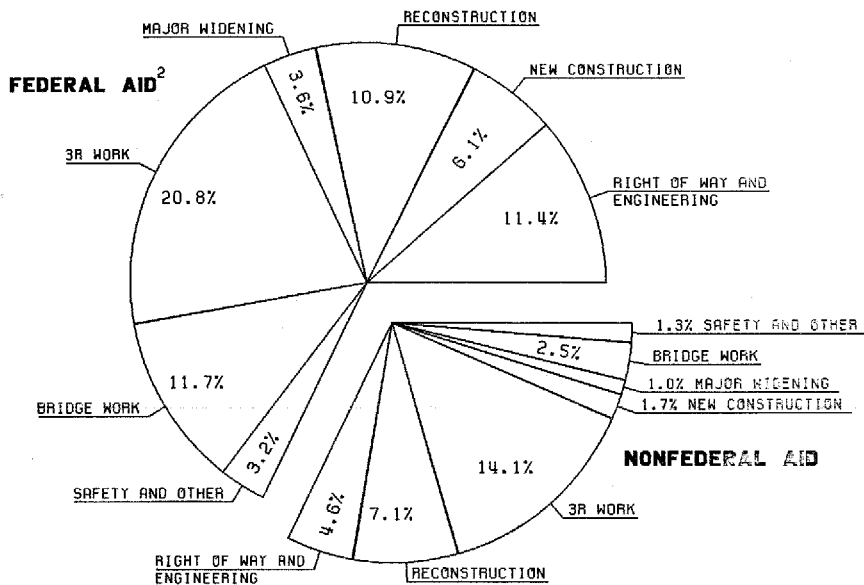 RECONSTRUCTION
MAJOR WIDENING
NEW CONSTRUCTION
FEDERAL AID²
3.6%
10.9%
6.1%
3R WORK
20.8%
RIGHT OF WAY AND
ENGINEERING
11.4%
1.3% SAFETY AND OTHER
2.5%
BRIDGE WORK
11.7%
1.0% MAJOR WIDENING
1.7% NEW CONSTRUCTION
BRIDGE WORK
3.2%
14.1%
NONFEDERAL AID
SAFETY AND OTHER
4.6%
7.1%
3R WORK
RIGHT OF WAY AND
ENGINEERING
RECONSTRUCTION